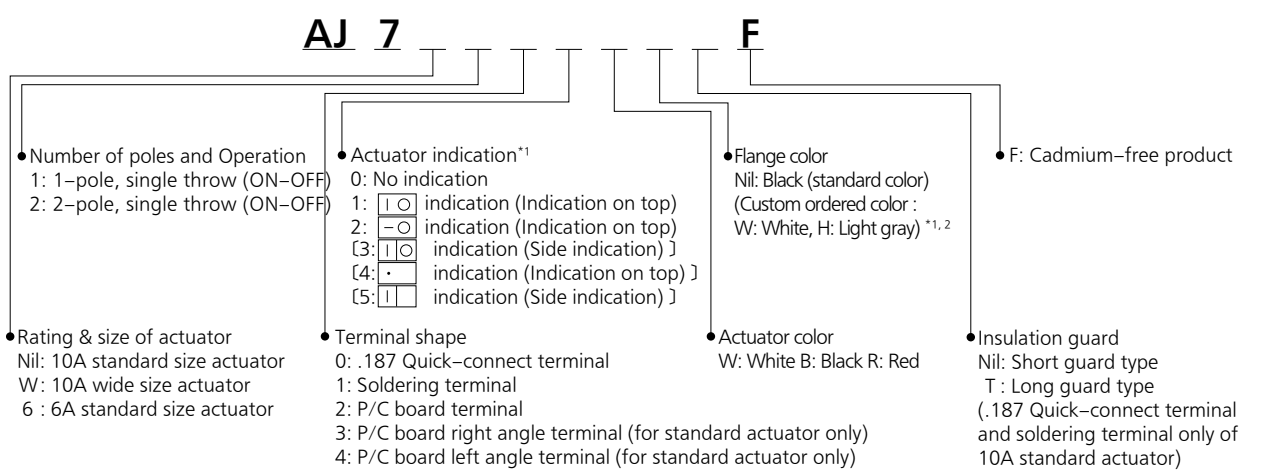 AJ 7 F
Number of poles and Operation
1: 1–pole, single throw (ON–OFF)
2: 2–pole, single throw (ON–OFF)
Actuator indication*1
0: No indication
1: | ○ indication (Indication on top)
2: – ○ indication (Indication on top)
〔3: | ○ indication (Side indication) 〕
〔4: · indication (Indication on top) 〕
〔5: | indication (Side indication) 〕
Flange color
Nil: Black (standard color)
(Custom ordered color :
W: White, H: Light gray) *1, 2
F: Cadmium–free product
Rating & size of actuator
Nil: 10A standard size actuator
W: 10A wide size actuator
6 : 6A standard size actuator
Terminal shape
0: .187 Quick–connect terminal
1: Soldering terminal
2: P/C board terminal
3: P/C board right angle terminal (for standard actuator only)
4: P/C board left angle terminal (for standard actuator only)
Actuator color
W: White B: Black R: Red
Insulation guard
Nil: Short guard type
T : Long guard type
(.187 Quick–connect terminal
and soldering terminal only of
10A standard actuator)